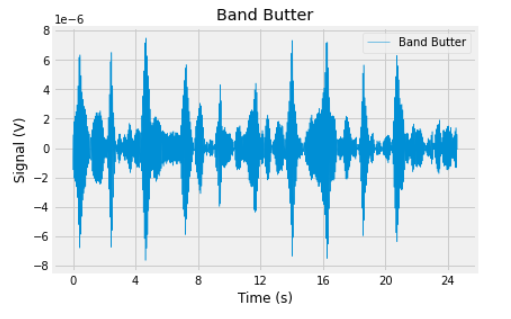 Band Butter
1e−6
Band Butter
8
6
4
2
0
−2
−4
−6
−8
Signal (V)
0 4 8 12 16 20 24
Time (s)